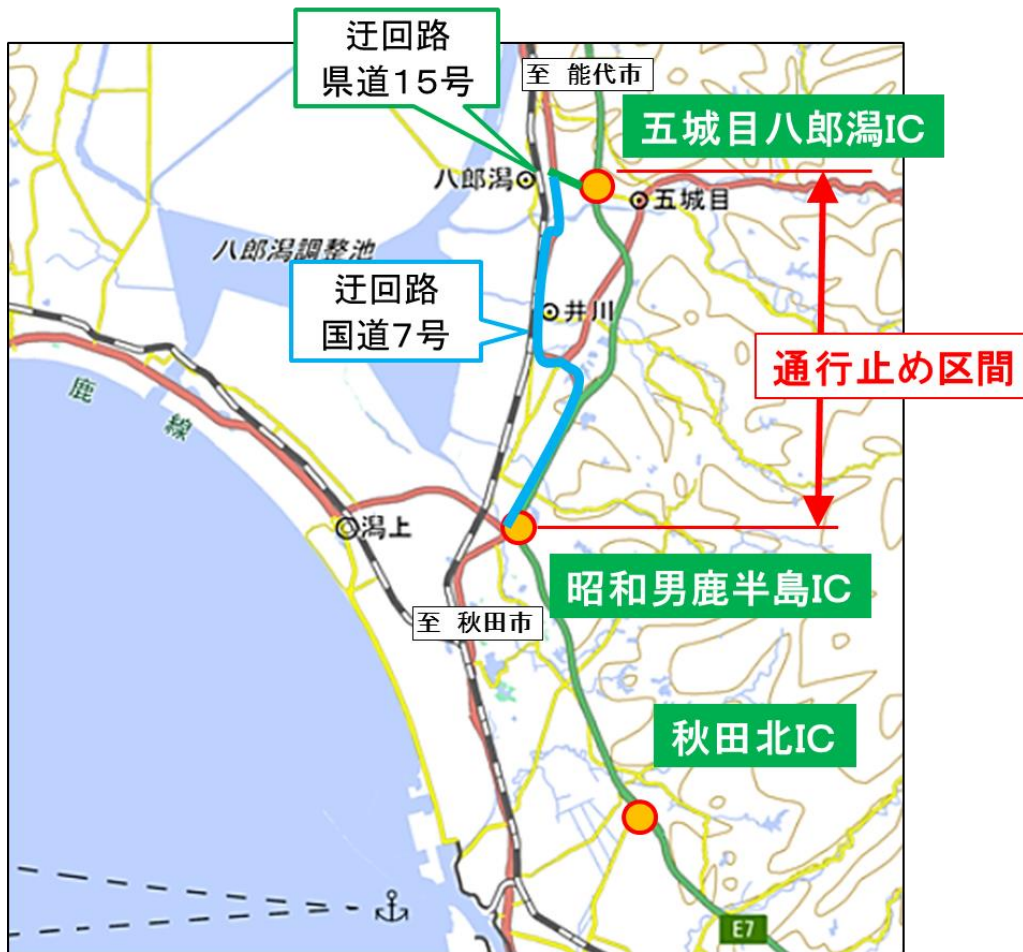 迂回路
県道15号
至 能代市
五城目八郎潟IC
八郎潟
五城目
八郎潟調整池
迂回路
国道7号
井川
通行止め区間
鹿
線
潟上
昭和男鹿半島IC
至 秋田市
秋田北IC
E7